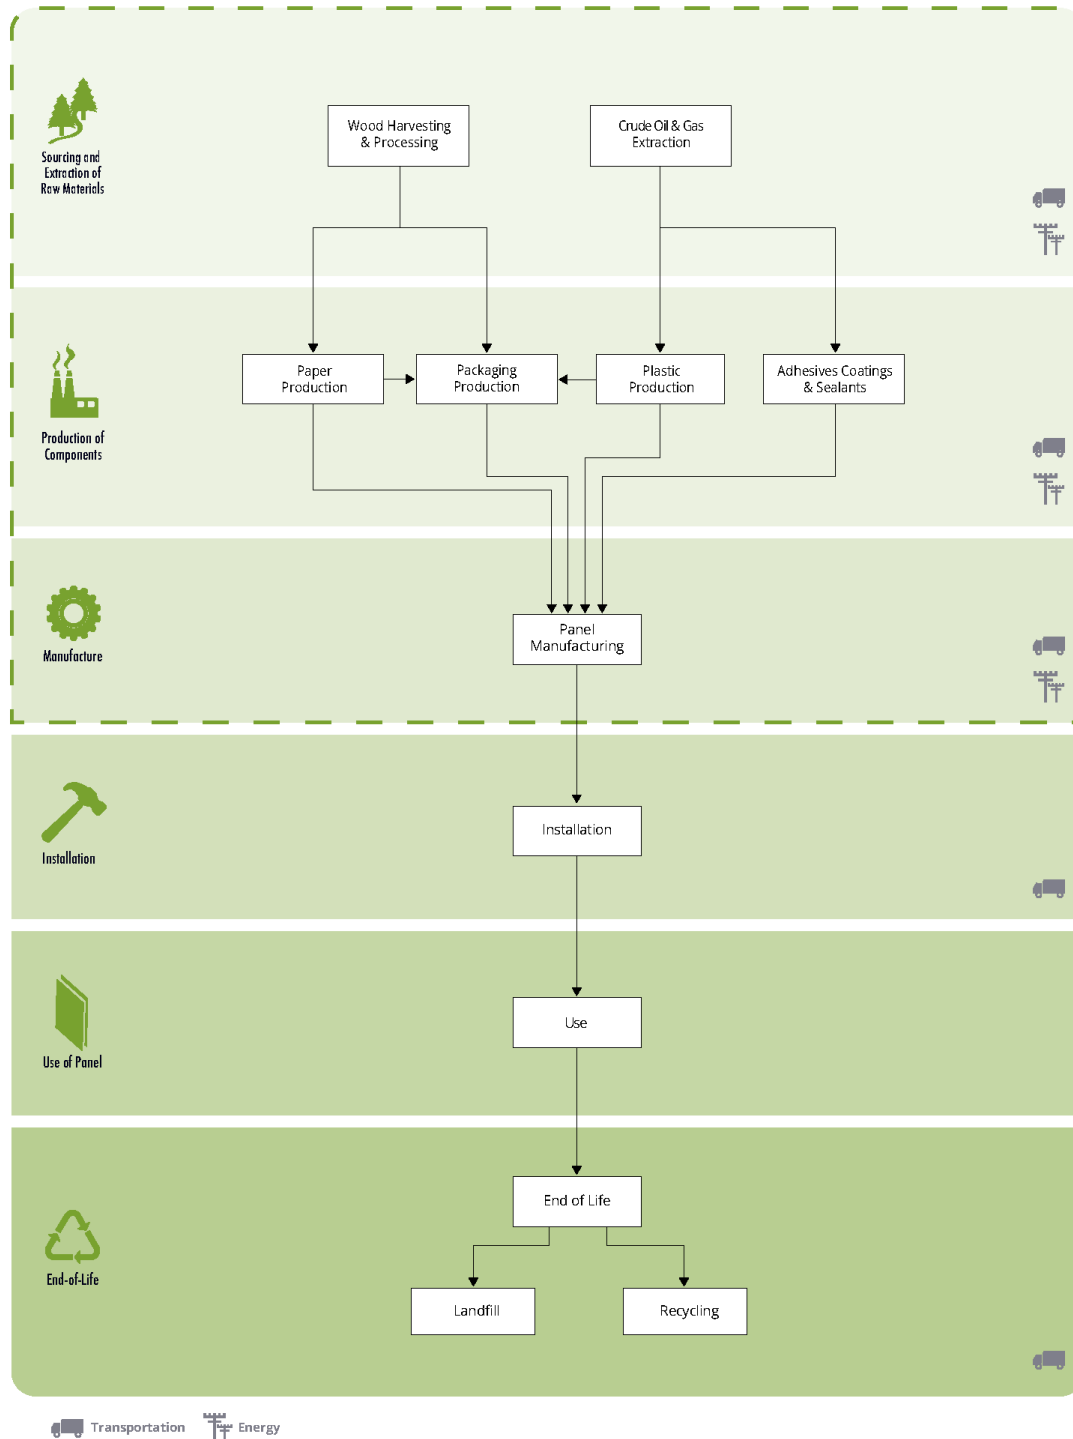 Wood Harvesting
& Processing
Crude Oil & Gas
Extraction
Sourcing and
Extraction of
Raw Materials
Paper
Production
Packaging
Production
Plastic
Production
Adhesives Coatings
& Sealants
Production of
Components
Panel
Manufacturing
Manufacture
Installation
Installation
Use
Use of Panel
End of Life
End-of-Life
Landfill
Recycling
Transportation
Energy